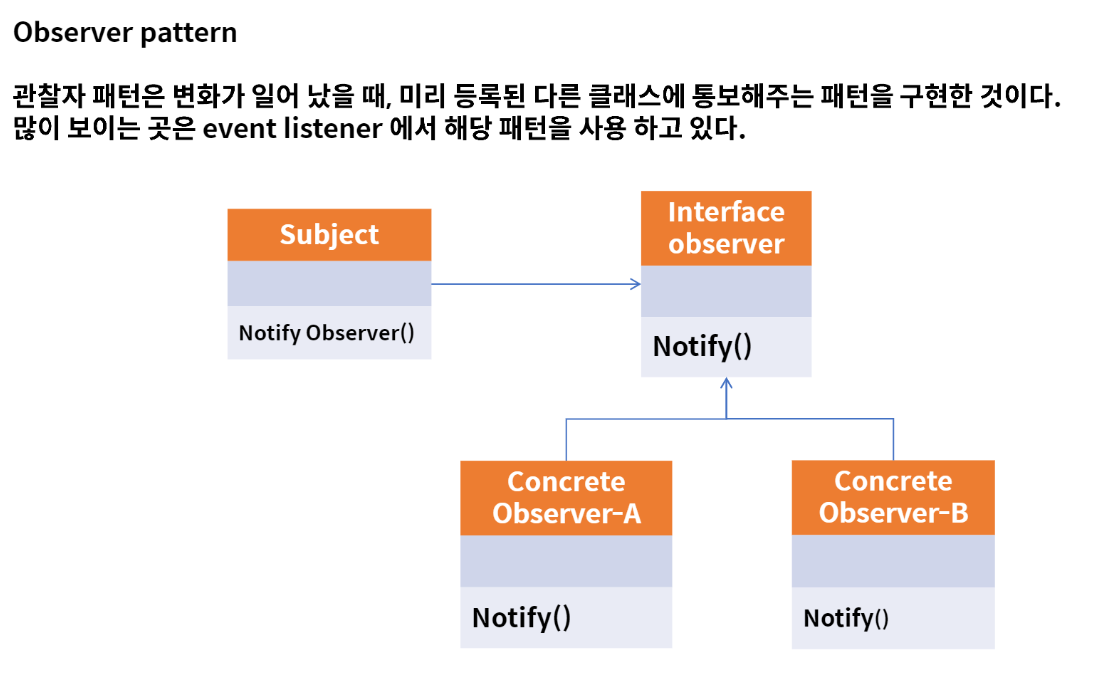 Observer pattern
관찰자 패턴은 변화가 일어 났을 때, 미리 등록된 다른 클래스에 통보해주는 패턴을 구현한 것이다.
많이 보이는 곳은 event listener 에서 해당 패턴을 사용 하고 있다.
Subject
Notify Observer()
Interface
observer
Notify()
Concrete
Observer-A
Notify()
Concrete
Observer-B
Notify()